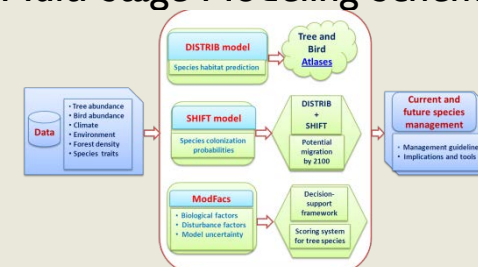 DISTRIB model
Species habitat prediction
Tree and
Bird
Atlases
Data
• Tree abundance
• Bird abundance
• Climate
• Environment
• Forest density
• Species traits
SHIFT model
Species colonization
probabilities
DISTRIB
+
SHIFT
Potential
migration
by 2100
Current and
future species
management
• Management guideline
• Implications and tools
ModFacs
• Biological factors
• Disturbance factors
• Model uncertainty
Decision-
support
framework
Scoring system
for tree species